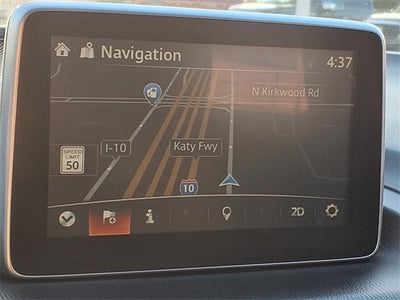 Navigation
4:37
N Kirkwood Rd
I-10
Katy Fwy
SPEED
LIMIT
50
10
2D